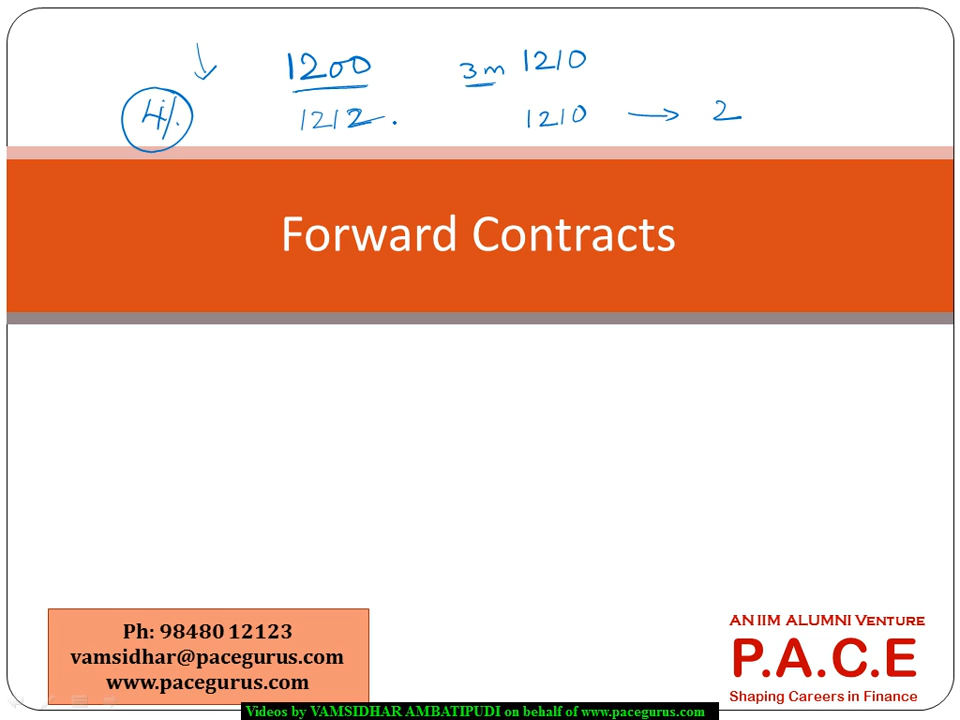 1200 3m 1210
4% 1212 . 1210 → 2
Forward Contracts
Ph: 98480 12123
vamsidhar@pacegurus.com
www.pacegurus.com
AN IIM ALUMNI VENTURE
P.A.C.E
Shaping Careers in Finance
Videos by VAMSIDHAR AMBATIPUDI on behalf of www.pacegurus.com